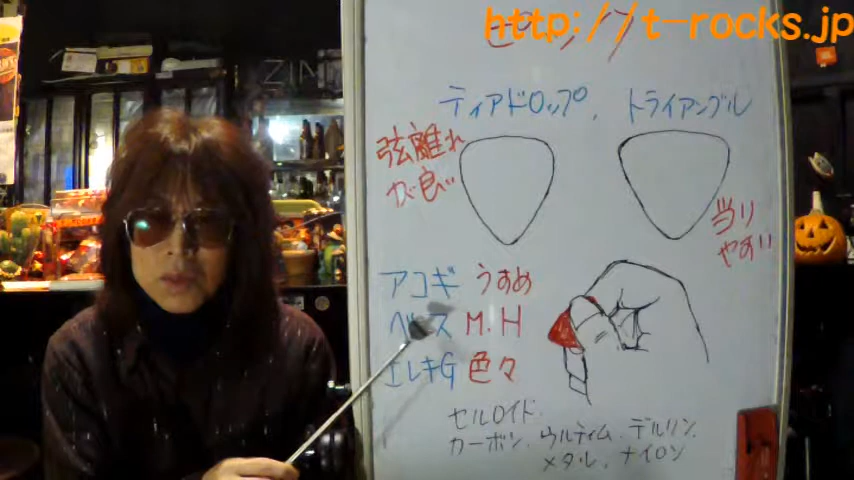 http://t-rocks.jp
ピック
ティアドロップ、トライアングル
弦離れ
が良い
当り
やすい
アコギ うすめ
ベース M.H
エレキG 色々
セルロイド.
カーボン.ウルティム.デルリン.
メタル、ナイロン